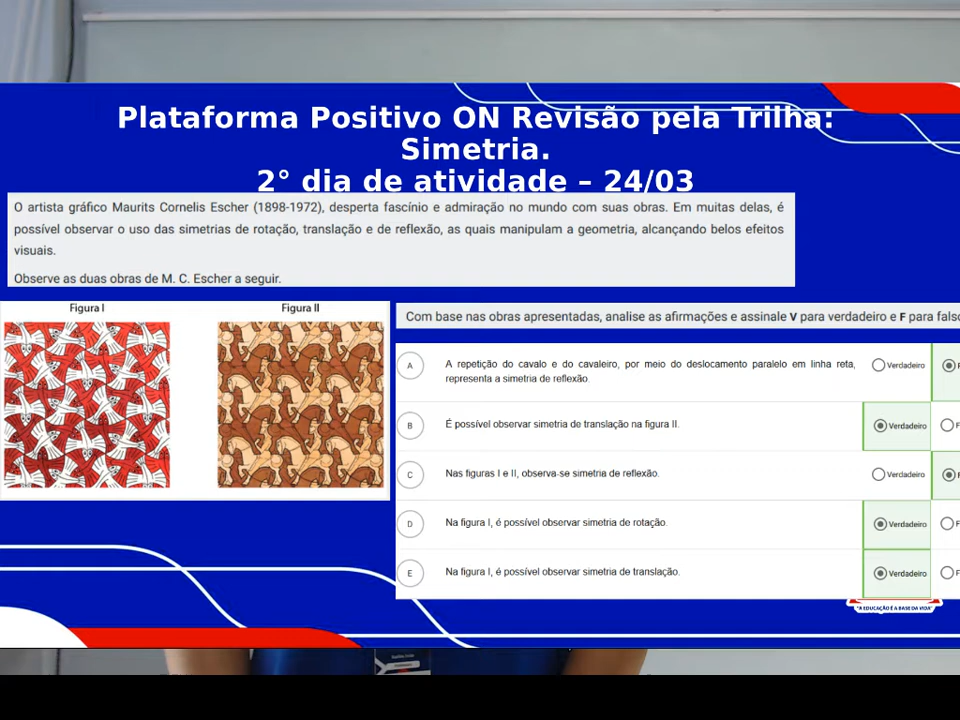 Plataforma Positivo ON Revisão pela Trilha:
Simetria.
2° dia de atividade – 24/03
O artista gráfico Maurits Cornelis Escher (1898-1972), desperta fascínio e admiração no mundo com suas obras. Em muitas delas, é
possível observar o uso das simetrias de rotação, translação e de reflexão, as quais manipulam a geometria, alcançando belos efeitos
visuais.
Observe as duas obras de M. C. Escher a seguir.
Figura I
Figura II
Com base nas obras apresentadas, analise as afirmações e assinale V para verdadeiro e F para falso
A
A repetição do cavalo e do cavaleiro, por meio do deslocamento paralelo em linha reta,
representa a simetria de reflexão.
Verdadeiro
F
B
É possível observar simetria de translação na figura II.
Verdadeiro
F
C
Nas figuras I e II, observa-se simetria de reflexão.
Verdadeiro
F
D
Na figura I, é possível observar simetria de rotação.
Verdadeiro
F
E
Na figura I, é possível observar simetria de translação.
Verdadeiro
F
"A EDUCAÇÃO É A BASE DA VIDA"